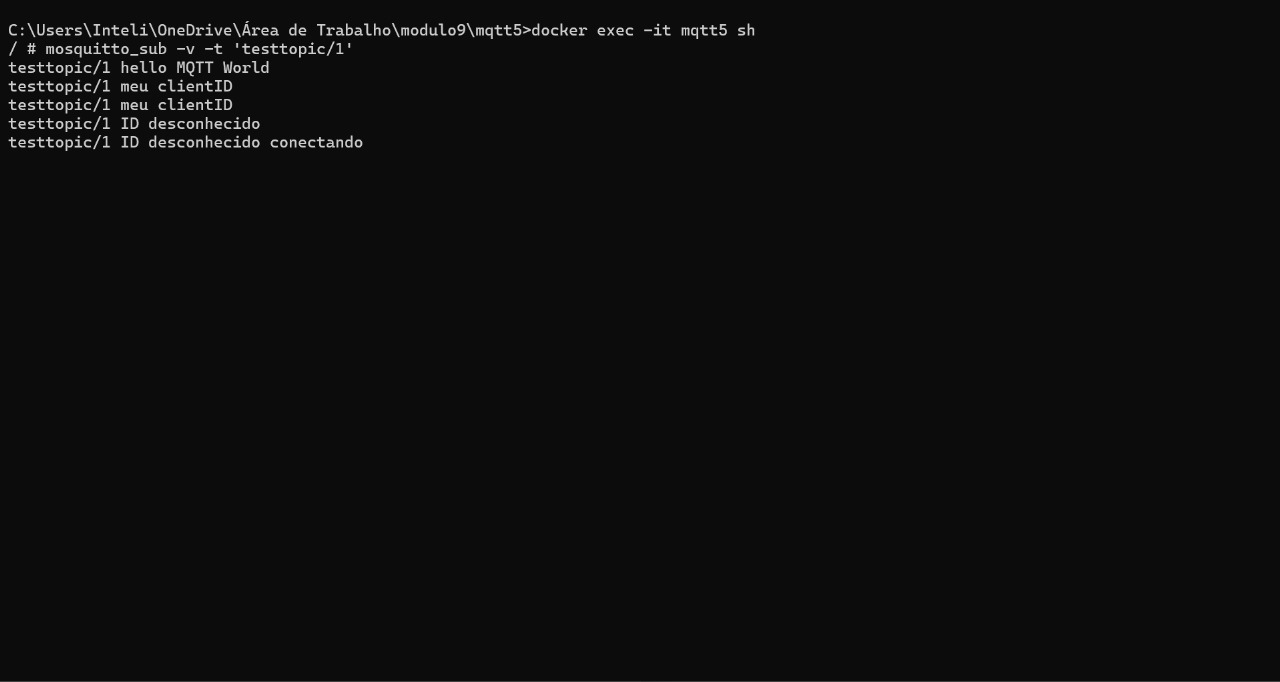 C:\Users\Inteli\OneDrive\Área de Trabalho\modulo9\mqtt5>docker exec -it mqtt5 sh
/ # mosquitto_sub -v -t 'testtopic/1'
testtopic/1 hello MQTT World
testtopic/1 meu clientID
testtopic/1 meu clientID
testtopic/1 ID desconhecido
testtopic/1 ID desconhecido conectando